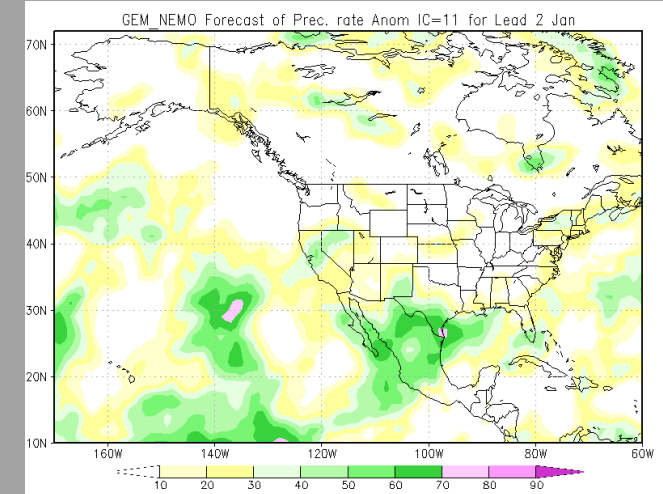 GEM_NEMO Forecast of Prec. rate Anom IC=11 for Lead 2 Jan
70N
60N
50N
40N
30N
20N
10N
160W 140W 120W 100W 80W 60W
10 20 30 40 50 60 70 80 90